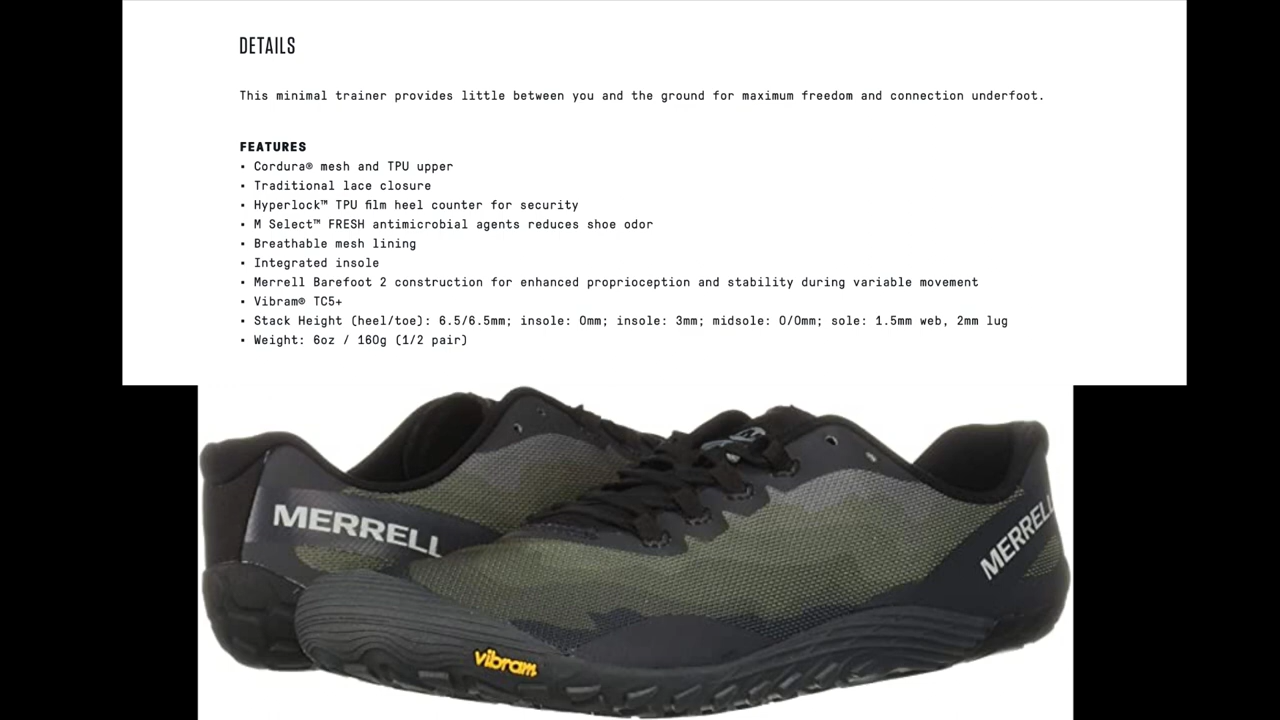 DETAILS
This minimal trainer provides little between you and the ground for maximum freedom and connection underfoot.
FEATURES
• Cordura® mesh and TPU upper
• Traditional lace closure
• Hyperlock™ TPU film heel counter for security
• M Select™ FRESH antimicrobial agents reduces shoe odor
• Breathable mesh lining
• Integrated insole
• Merrell Barefoot 2 construction for enhanced proprioception and stability during variable movement
• Vibram® TC5+
• Stack Height (heel/toe): 6.5/6.5mm; insole: 0mm; insole: 3mm; midsole: 0/0mm; sole: 1.5mm web, 2mm lug
• Weight: 6oz / 160g (1/2 pair)
MERRELL
MERRELL
vibram